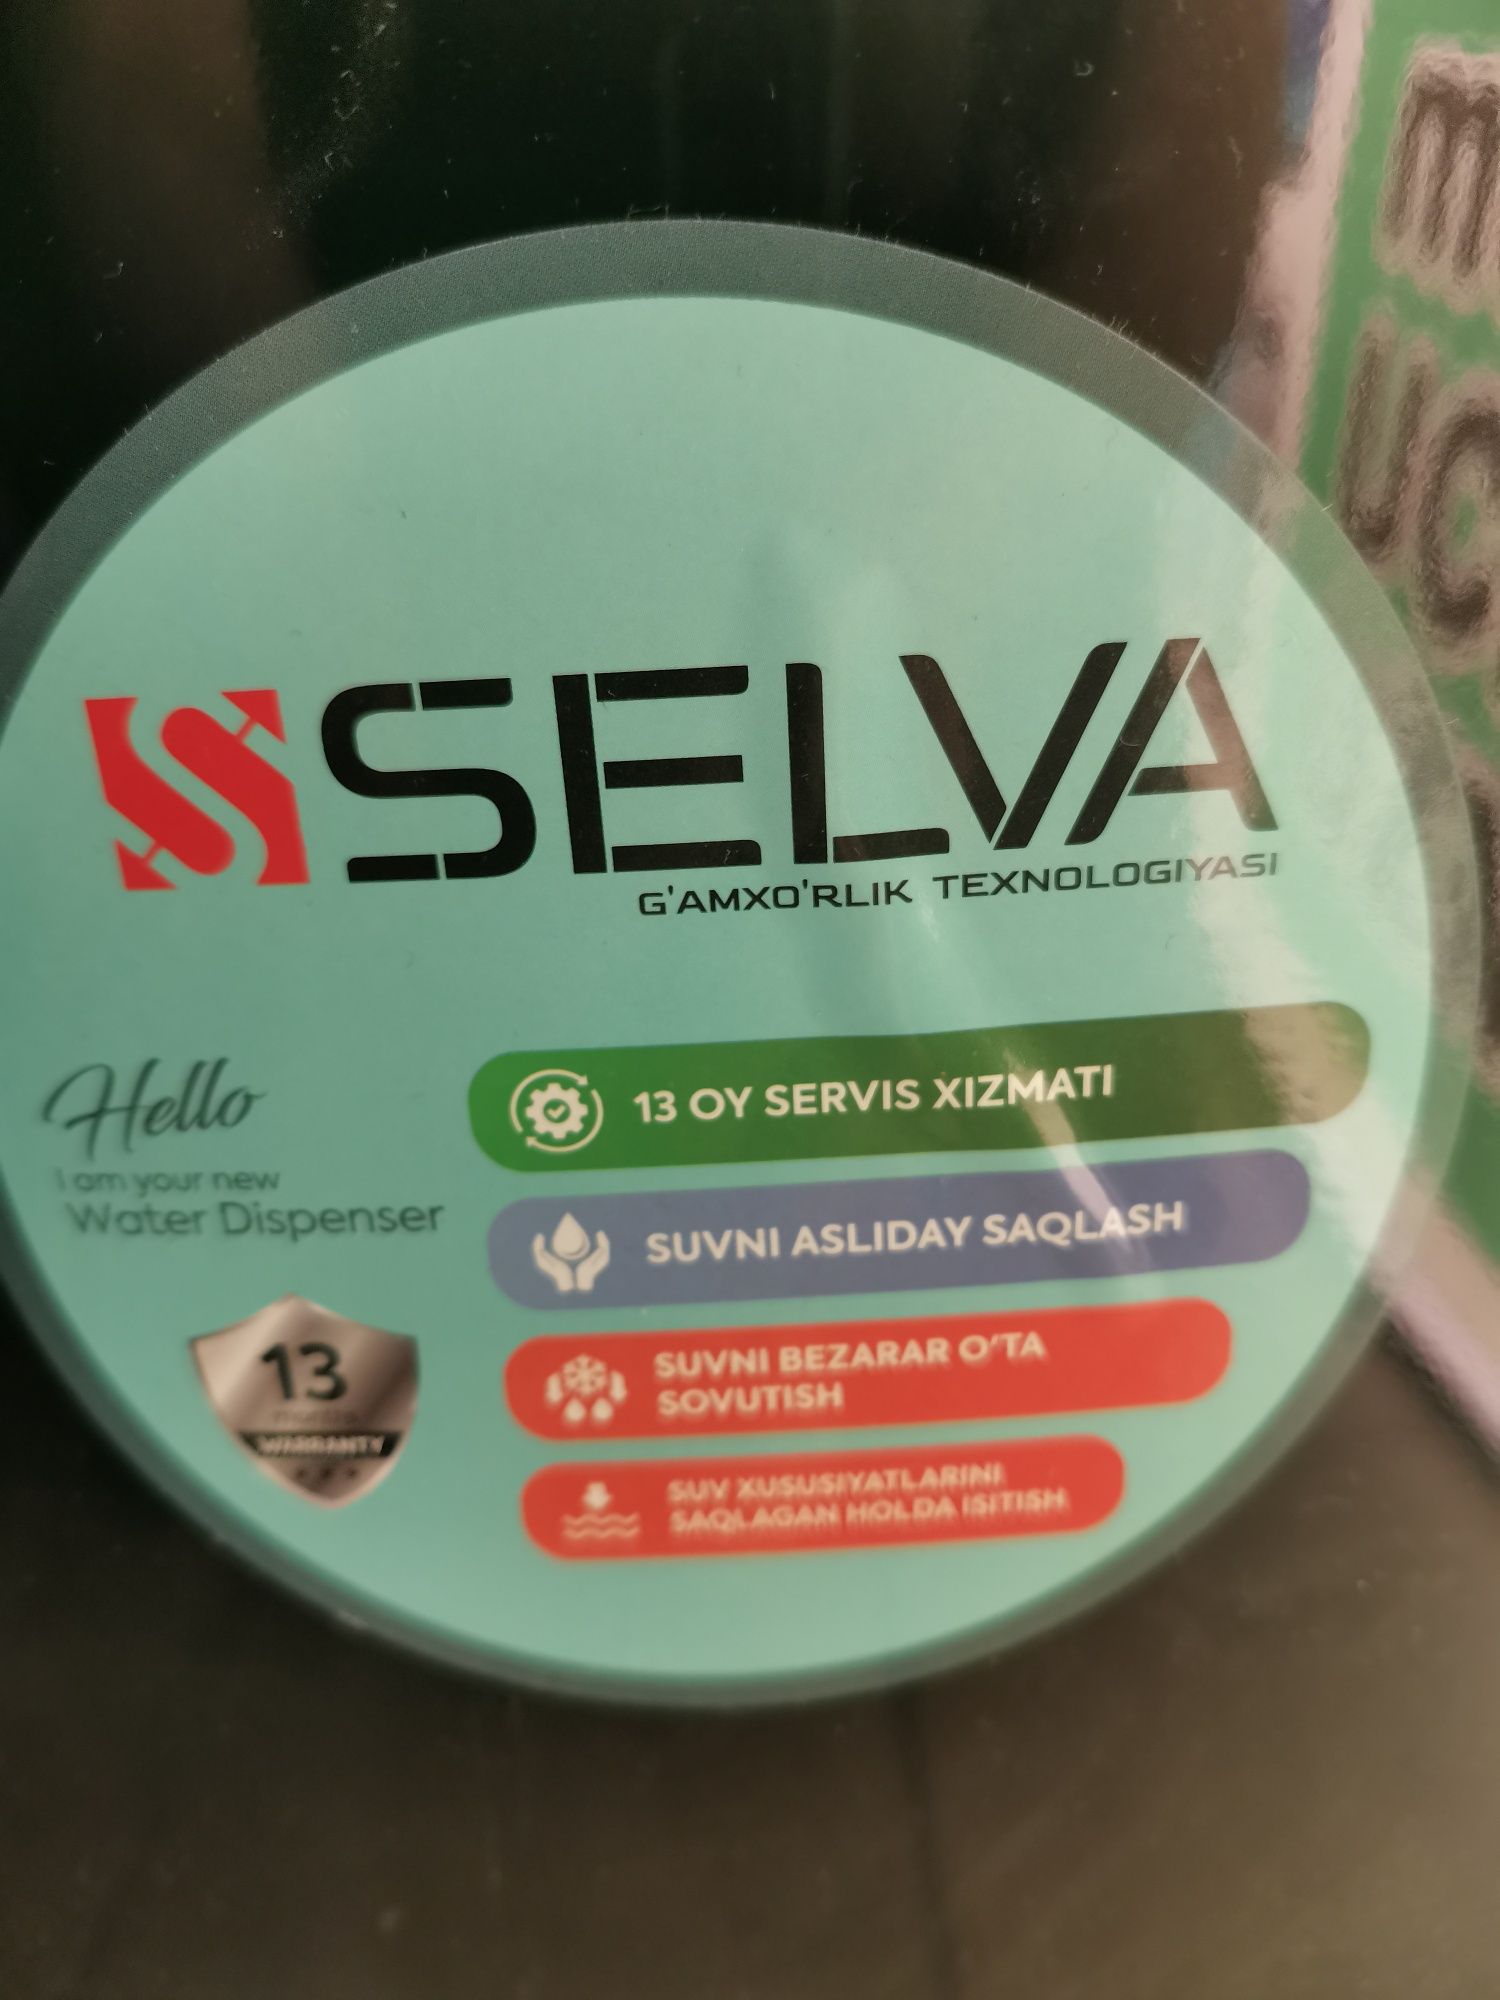 SELVA
G'AMXO'RLIK TEXNOLOGIYASI
Hello
I am your new
Water Dispenser
13
months
WARRANTY
13 OY SERVIS XIZMATI
SUVNI ASLIDAY SAQLASH
SUVNI BEZARAR O'TA
SOVUTISH
SUV XUSUSIYATLARINI
SAQLAGAN HOLDA ISITISH